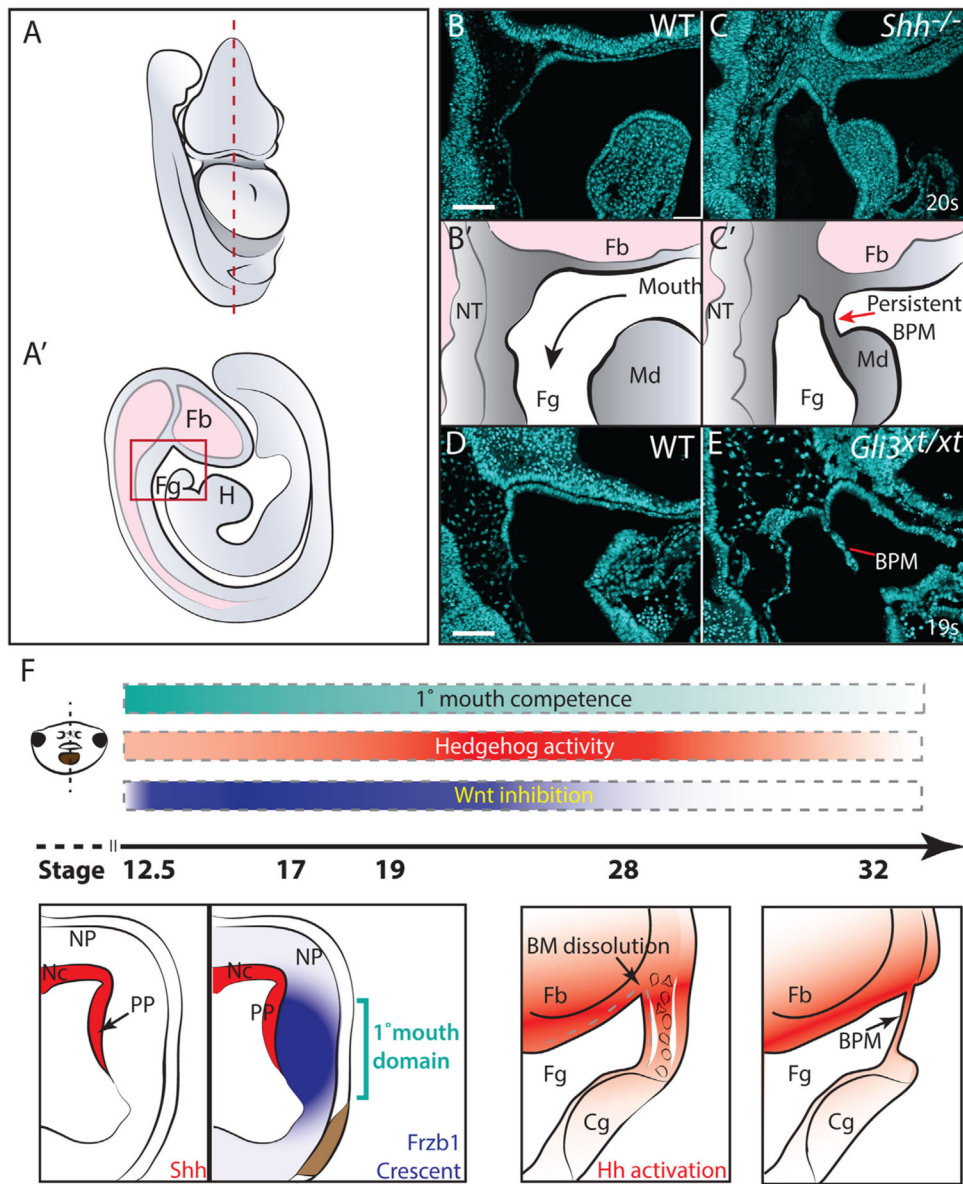 A
A′
Fb
Fg
H
B
WT
C
Shh-/-
20s
B′
Fb
Mouth
NT
Md
Fg
C′
Fb
Persistent
BPM
NT
Md
Fg
D
WT
E
Gli3xt/xt
BPM
19s
F
1° mouth competence
Hedgehog activity
Wnt inhibition
Stage 12.5 17 19 28 32
NP
Nc
PP
Shh
NP
Nc
PP
1° mouth
domain
Frzb1
Crescent
BM dissolution
Fb
Fg
Cg
Hh activation
Fb
BPM
Fg
Cg